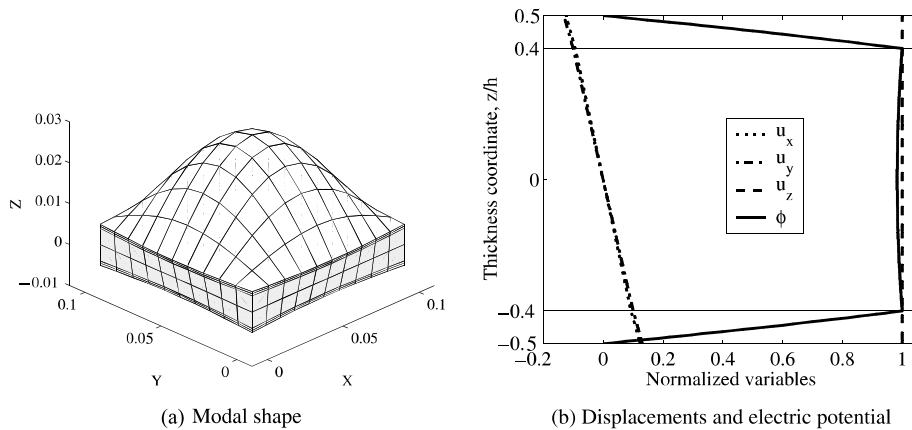 0.03
0.02
0.01
0
−0.01
Z
0.1
0.05
0
Y
0
0.05
0.1
X
(a) Modal shape
0.5
0.4
0
−0.4
−0.5
Thickness coordinate, z/h
u_x
u_y
u_z
ϕ
−0.2
0
0.2
0.4
0.6
0.8
1
Normalized variables
(b) Displacements and electric potential